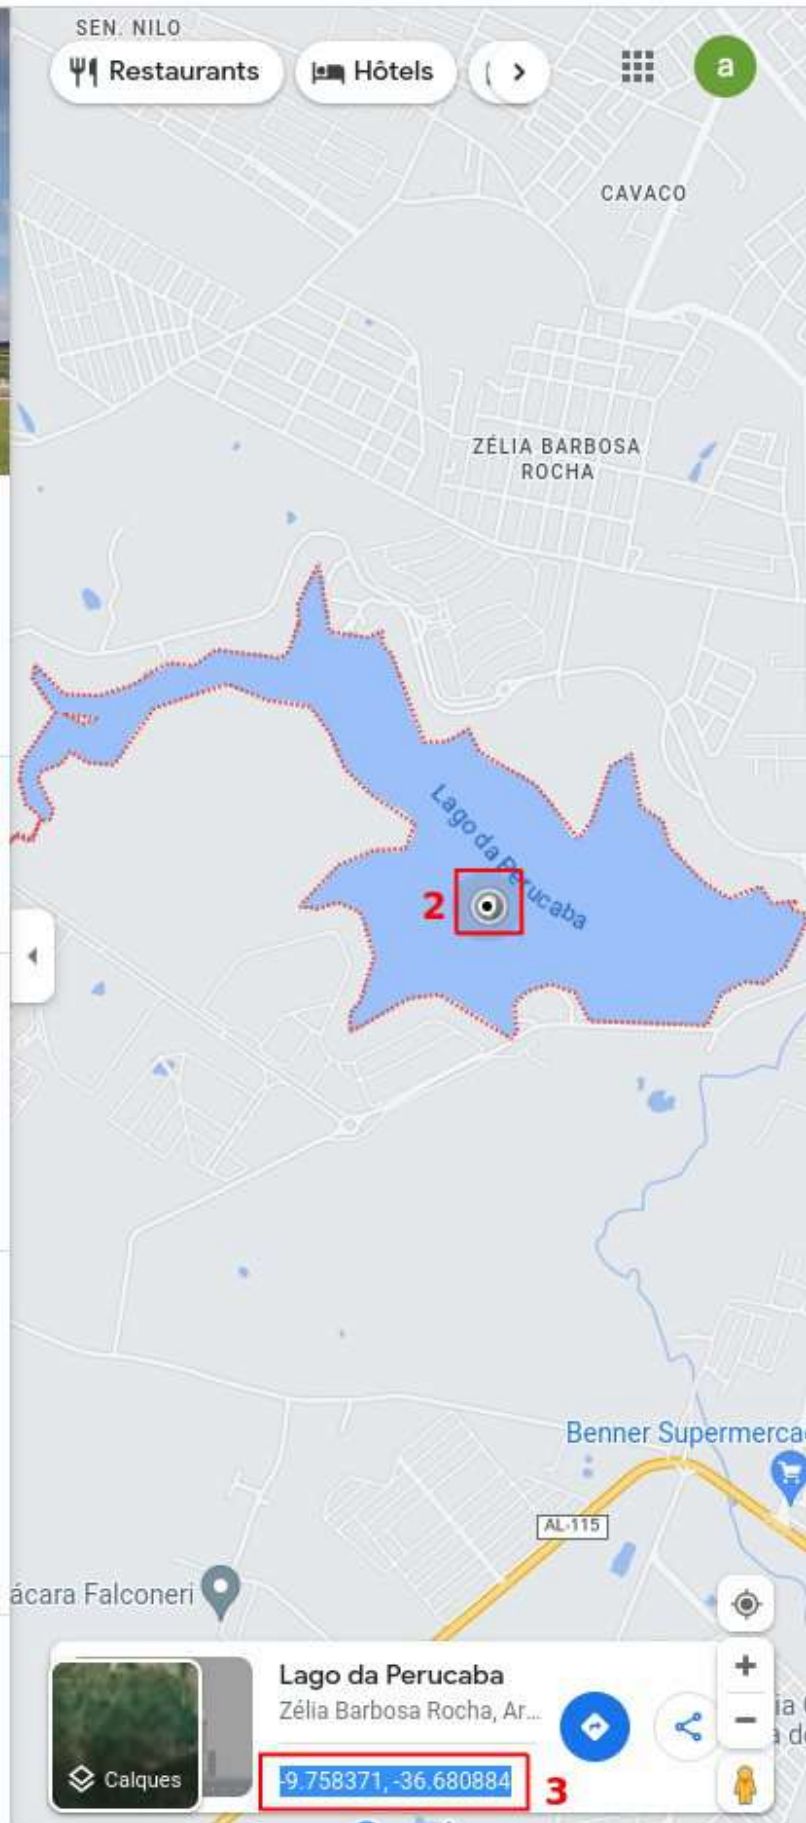 SEN. NILO
Restaurants
Hôtels
a
CAVACO
ZÉLIA BARBOSA
ROCHA
Lago da Perucaba
2
Benner Supermerca
AL-115
ácara Falconeri
Lago da Perucaba
Zélia Barbosa Rocha, Ar...
Calques
-9.758371, -36.680884
3